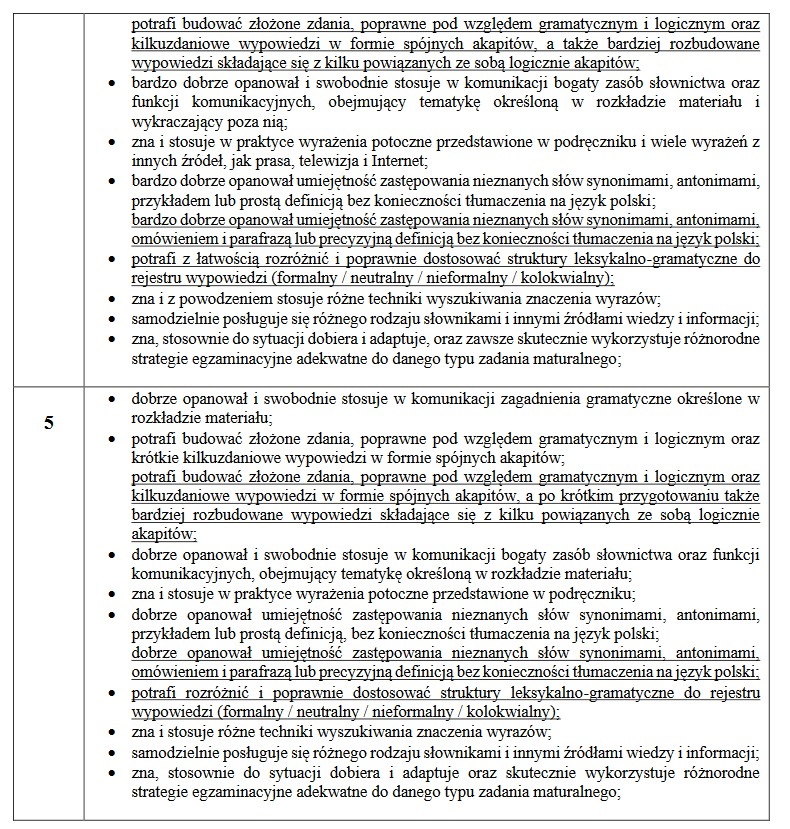 potrafi budować złożone zdania, poprawne pod względem gramatycznym i logicznym oraz
kilkuzdaniowe wypowiedzi w formie spójnych akapitów, a także bardziej rozbudowane
wypowiedzi składające się z kilku powiązanych ze sobą logicznie akapitów;
• bardzo dobrze opanował i swobodnie stosuje w komunikacji bogaty zasób słownictwa oraz
funkcji komunikacyjnych, obejmujący tematykę określoną w rozkładzie materiału i
wykraczający poza nią;
• zna i stosuje w praktyce wyrażenia potoczne przedstawione w podręczniku i wiele wyrażeń z
innych źródeł, jak prasa, telewizja i Internet;
• bardzo dobrze opanował umiejętność zastępowania nieznanych słów synonimami, antonimami,
przykładem lub prostą definicją bez konieczności tłumaczenia na język polski;
bardzo dobrze opanował umiejętność zastępowania nieznanych słów synonimami, antonimami,
omówieniem i parafrazą lub precyzyjną definicją bez konieczności tłumaczenia na język polski;
• potrafi z łatwością rozróżnić i poprawnie dostosować struktury leksykalno-gramatyczne do
rejestru wypowiedzi (formalny / neutralny / nieformalny / kolokwialny);
• zna i z powodzeniem stosuje różne techniki wyszukiwania znaczenia wyrazów;
• samodzielnie posługuje się różnego rodzaju słownikami i innymi źródłami wiedzy i informacji;
• zna, stosownie do sytuacji dobiera i adaptuje, oraz zawsze skutecznie wykorzystuje różnorodne
strategie egzaminacyjne adekwatne do danego typu zadania maturalnego;
5
• dobrze opanował i swobodnie stosuje w komunikacji zagadnienia gramatyczne określone w
rozkładzie materiału;
• potrafi budować złożone zdania, poprawne pod względem gramatycznym i logicznym oraz
krótkie kilkuzdaniowe wypowiedzi w formie spójnych akapitów;
potrafi budować złożone zdania, poprawne pod względem gramatycznym i logicznym oraz
kilkuzdaniowe wypowiedzi w formie spójnych akapitów, a po krótkim przygotowaniu także
bardziej rozbudowane wypowiedzi składające się z kilku powiązanych ze sobą logicznie
akapitów;
• dobrze opanował i swobodnie stosuje w komunikacji bogaty zasób słownictwa oraz funkcji
komunikacyjnych, obejmujący tematykę określoną w rozkładzie materiału;
• zna i stosuje w praktyce wyrażenia potoczne przedstawione w podręczniku;
• dobrze opanował umiejętność zastępowania nieznanych słów synonimami, antonimami,
przykładem lub prostą definicją, bez konieczności tłumaczenia na język polski;
dobrze opanował umiejętność zastępowania nieznanych słów synonimami, antonimami,
omówieniem i parafrazą lub precyzyjną definicją bez konieczności tłumaczenia na język polski;
• potrafi rozróżnić i poprawnie dostosować struktury leksykalno-gramatyczne do rejestru
wypowiedzi (formalny / neutralny / nieformalny / kolokwialny);
• zna i stosuje różne techniki wyszukiwania znaczenia wyrazów;
• samodzielnie posługuje się różnego rodzaju słownikami i innymi źródłami wiedzy i informacji;
• zna, stosownie do sytuacji dobiera i adaptuje oraz skutecznie wykorzystuje różnorodne
strategie egzaminacyjne adekwatne do danego typu zadania maturalnego;